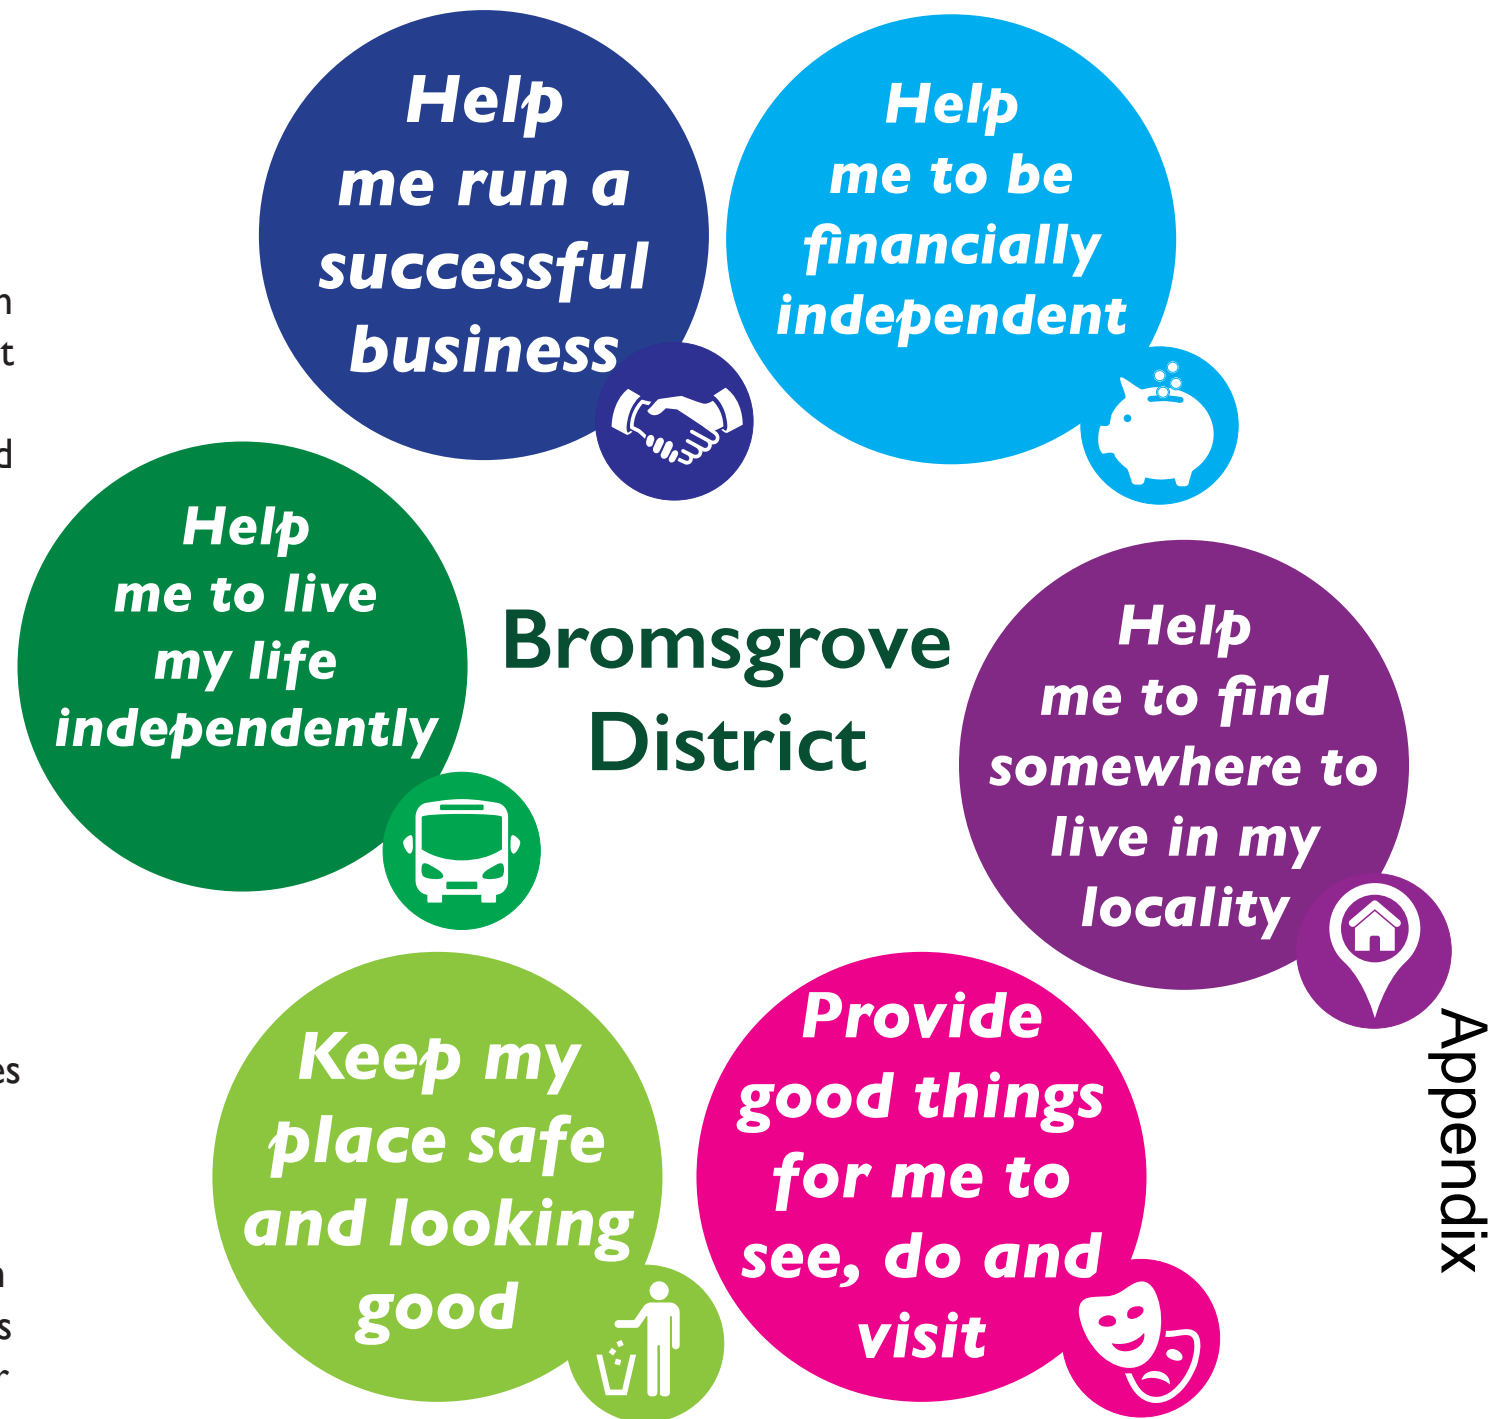 Help
me run a
successful
business
Help
me to be
financially
independent
Help
me to live
my life
independently
Bromsgrove
District
Help
me to find
somewhere to
live in my
locality
Keep my
place safe
and looking
good
Provide
good things
for me to
see, do and
visit
Appendix